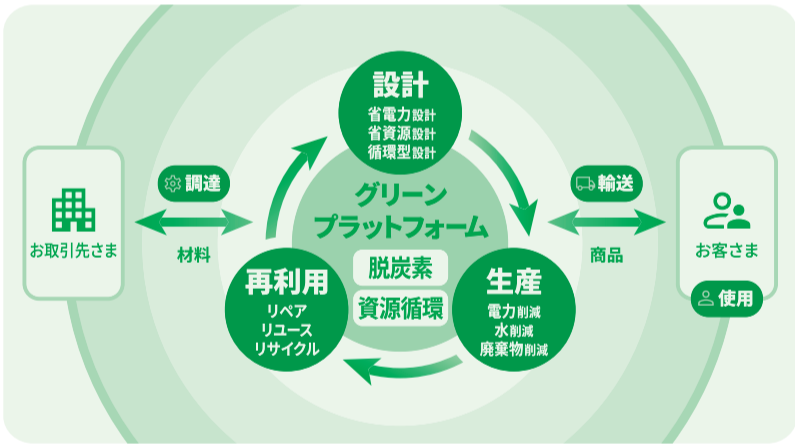 設計
省電力設計
省資源設計
循環型設計
グリーン
プラットフォーム
脱炭素
資源循環
調達
材料
お取引先さま
輸送
商品
お客さま
使用
再利用
リペア
リユース
リサイクル
生産
電力削減
水削減
廃棄物削減